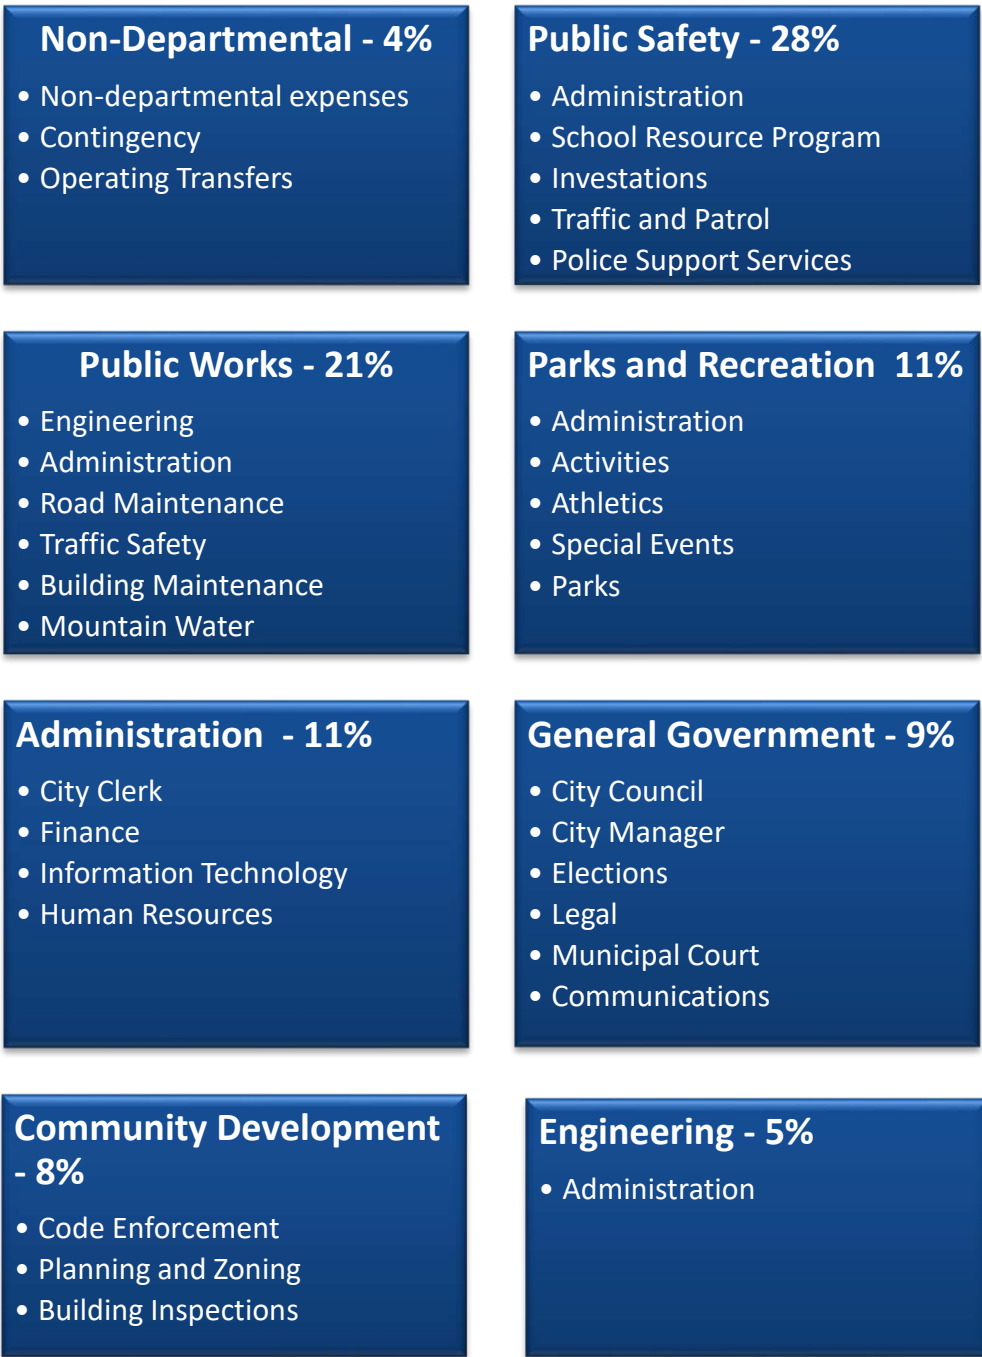 Non-Departmental - 4%
• Non-departmental expenses
• Contingency
• Operating Transfers
Public Safety - 28%
• Administration
• School Resource Program
• Investations
• Traffic and Patrol
• Police Support Services
Public Works - 21%
• Engineering
• Administration
• Road Maintenance
• Traffic Safety
• Building Maintenance
• Mountain Water
Parks and Recreation  11%
• Administration
• Activities
• Athletics
• Special Events
• Parks
Administration  - 11%
• City Clerk
• Finance
• Information Technology
• Human Resources
General Government - 9%
• City Council
• City Manager
• Elections
• Legal
• Municipal Court
• Communications
Community Development
- 8%
• Code Enforcement
• Planning and Zoning
• Building Inspections
Engineering - 5%
• Administration